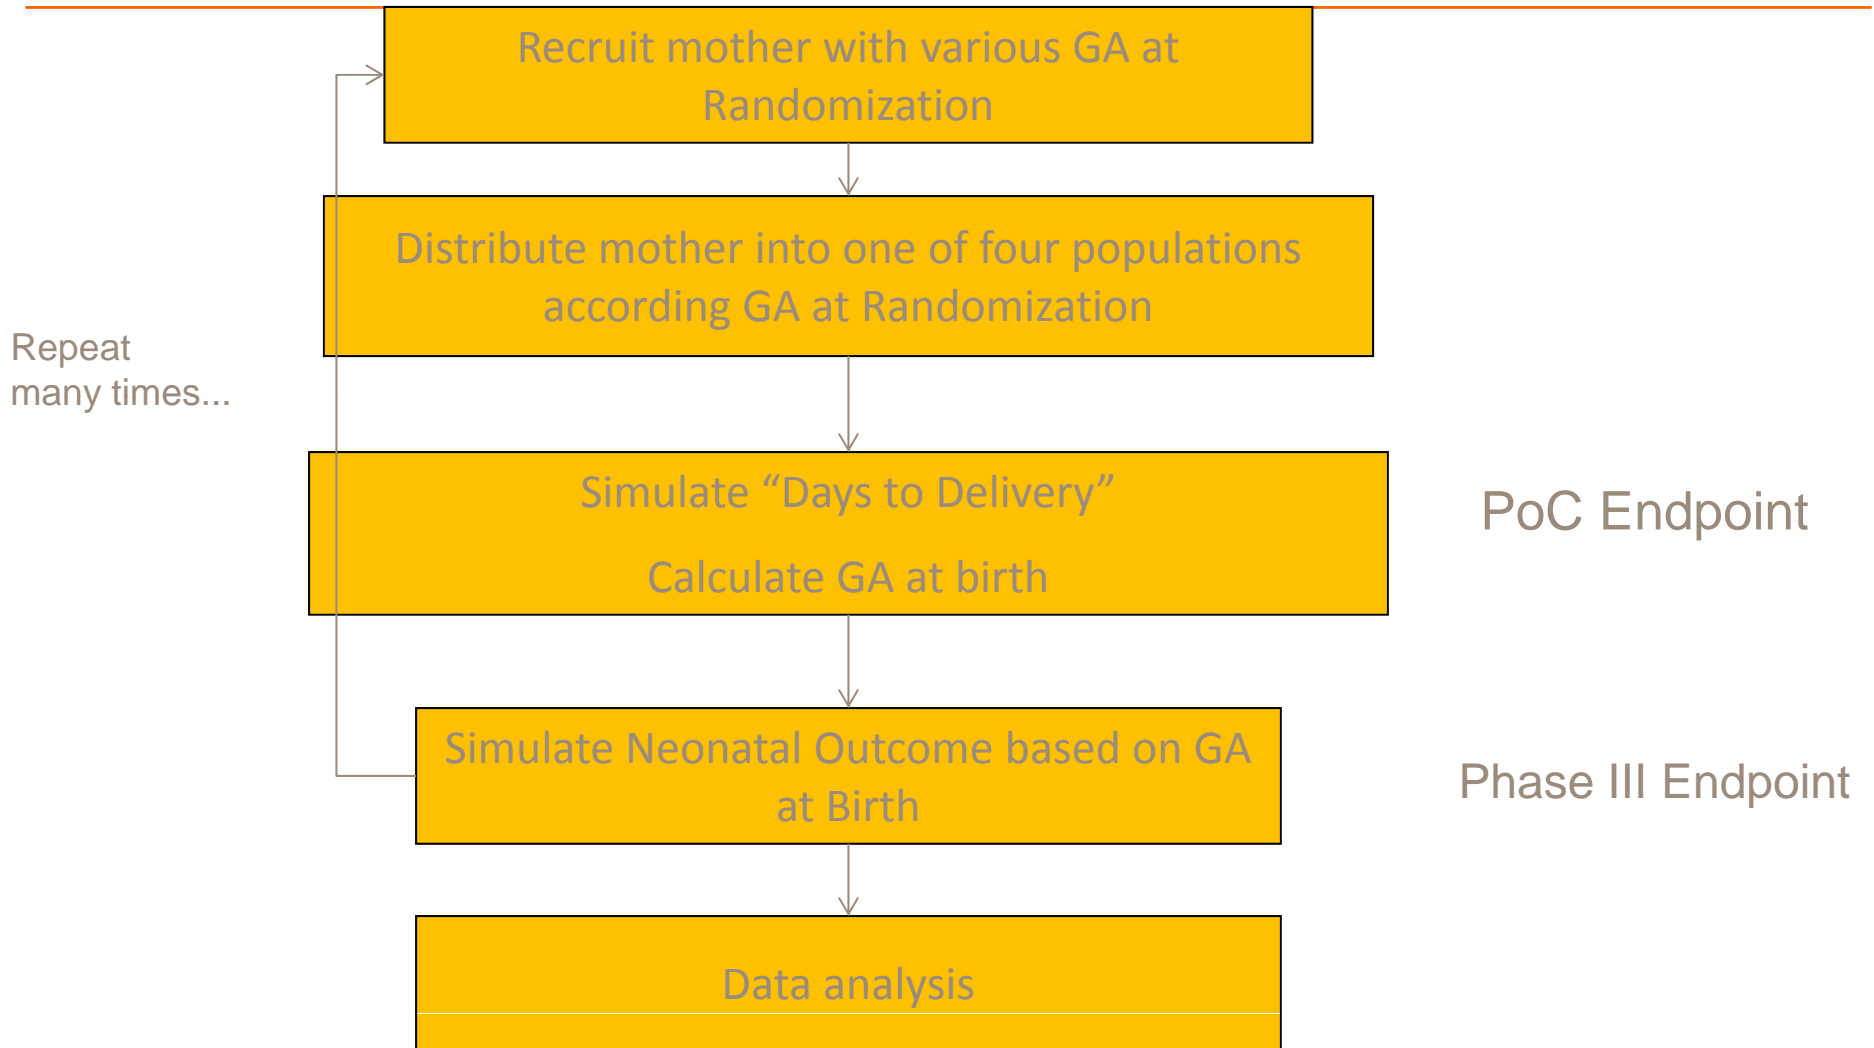 Recruit mother with various GA at
Randomization
Distribute mother into one of four populations
according GA at Randomization
Repeat
many times...
Simulate “Days to Delivery”
Calculate GA at birth
PoC Endpoint
Simulate Neonatal Outcome based on GA
at Birth
Phase III Endpoint
Data analysis